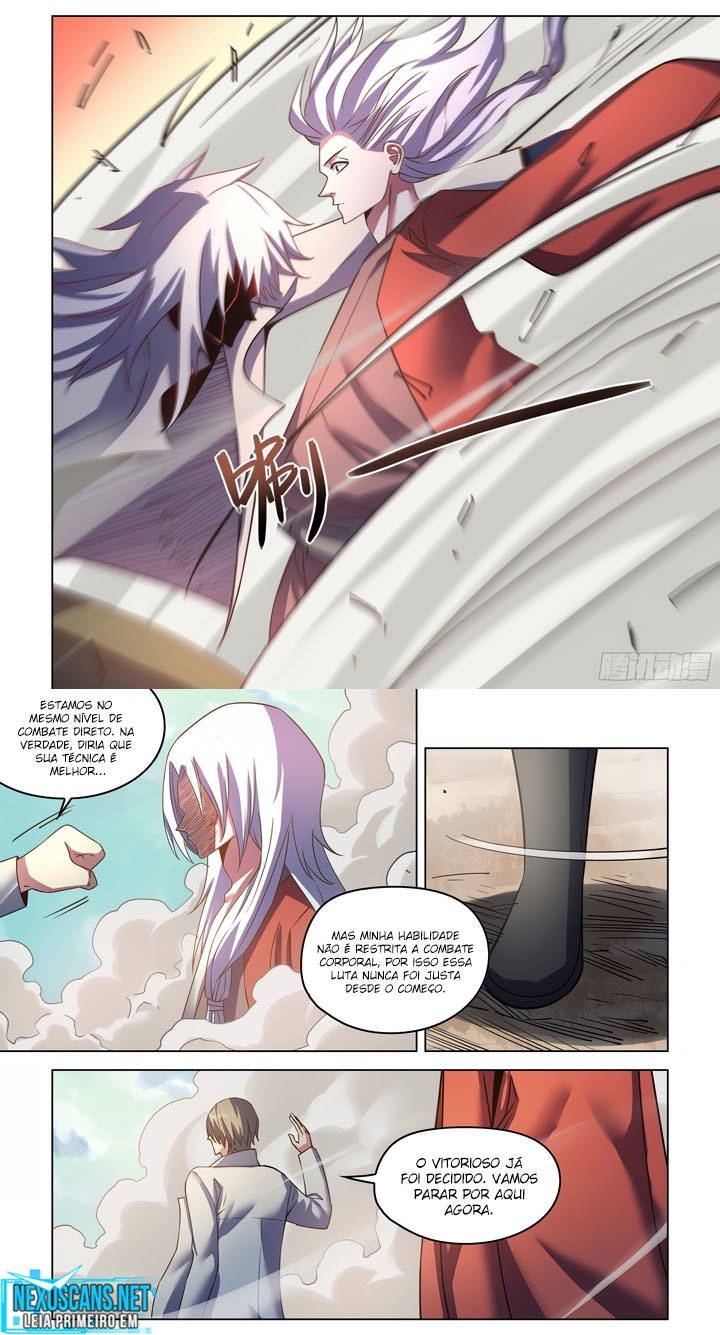 唰
腾讯动漫
ESTAMOS NO
MESMO NÍVEL DE
COMBATE DIRETO. NA
VERDADE, DIRIA QUE
SUA TÉCNICA É
MELHOR...
MAS MINHA HABILIDADE
NÃO É RESTRITA A COMBATE
CORPORAL, POR ISSO ESSA
LUTA NUNCA FOI JUSTA
DESDE O COMEÇO.
O VITORIOSO JÁ
FOI DECIDIDO. VAMOS
PARAR POR AQUI
AGORA.
NEXOSCANS.NET
LEIA PRIMEIRO EM